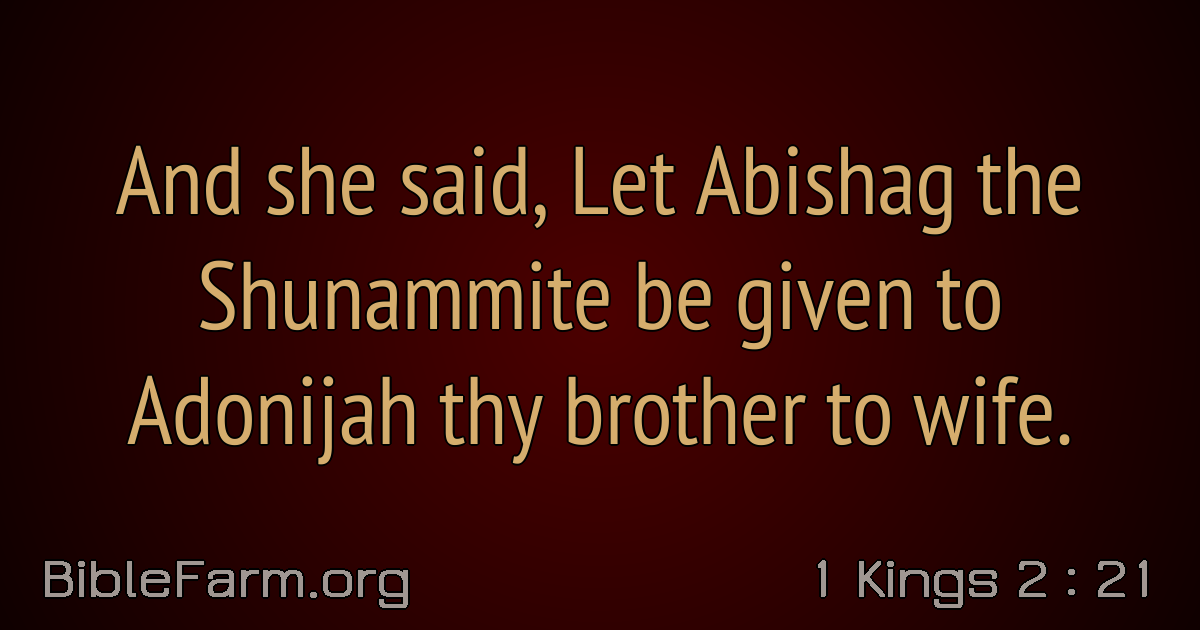 And she said, Let Abishag the
Shunammite be given to
Adonijah thy brother to wife.
BibleFarm.org
1 Kings 2 : 21